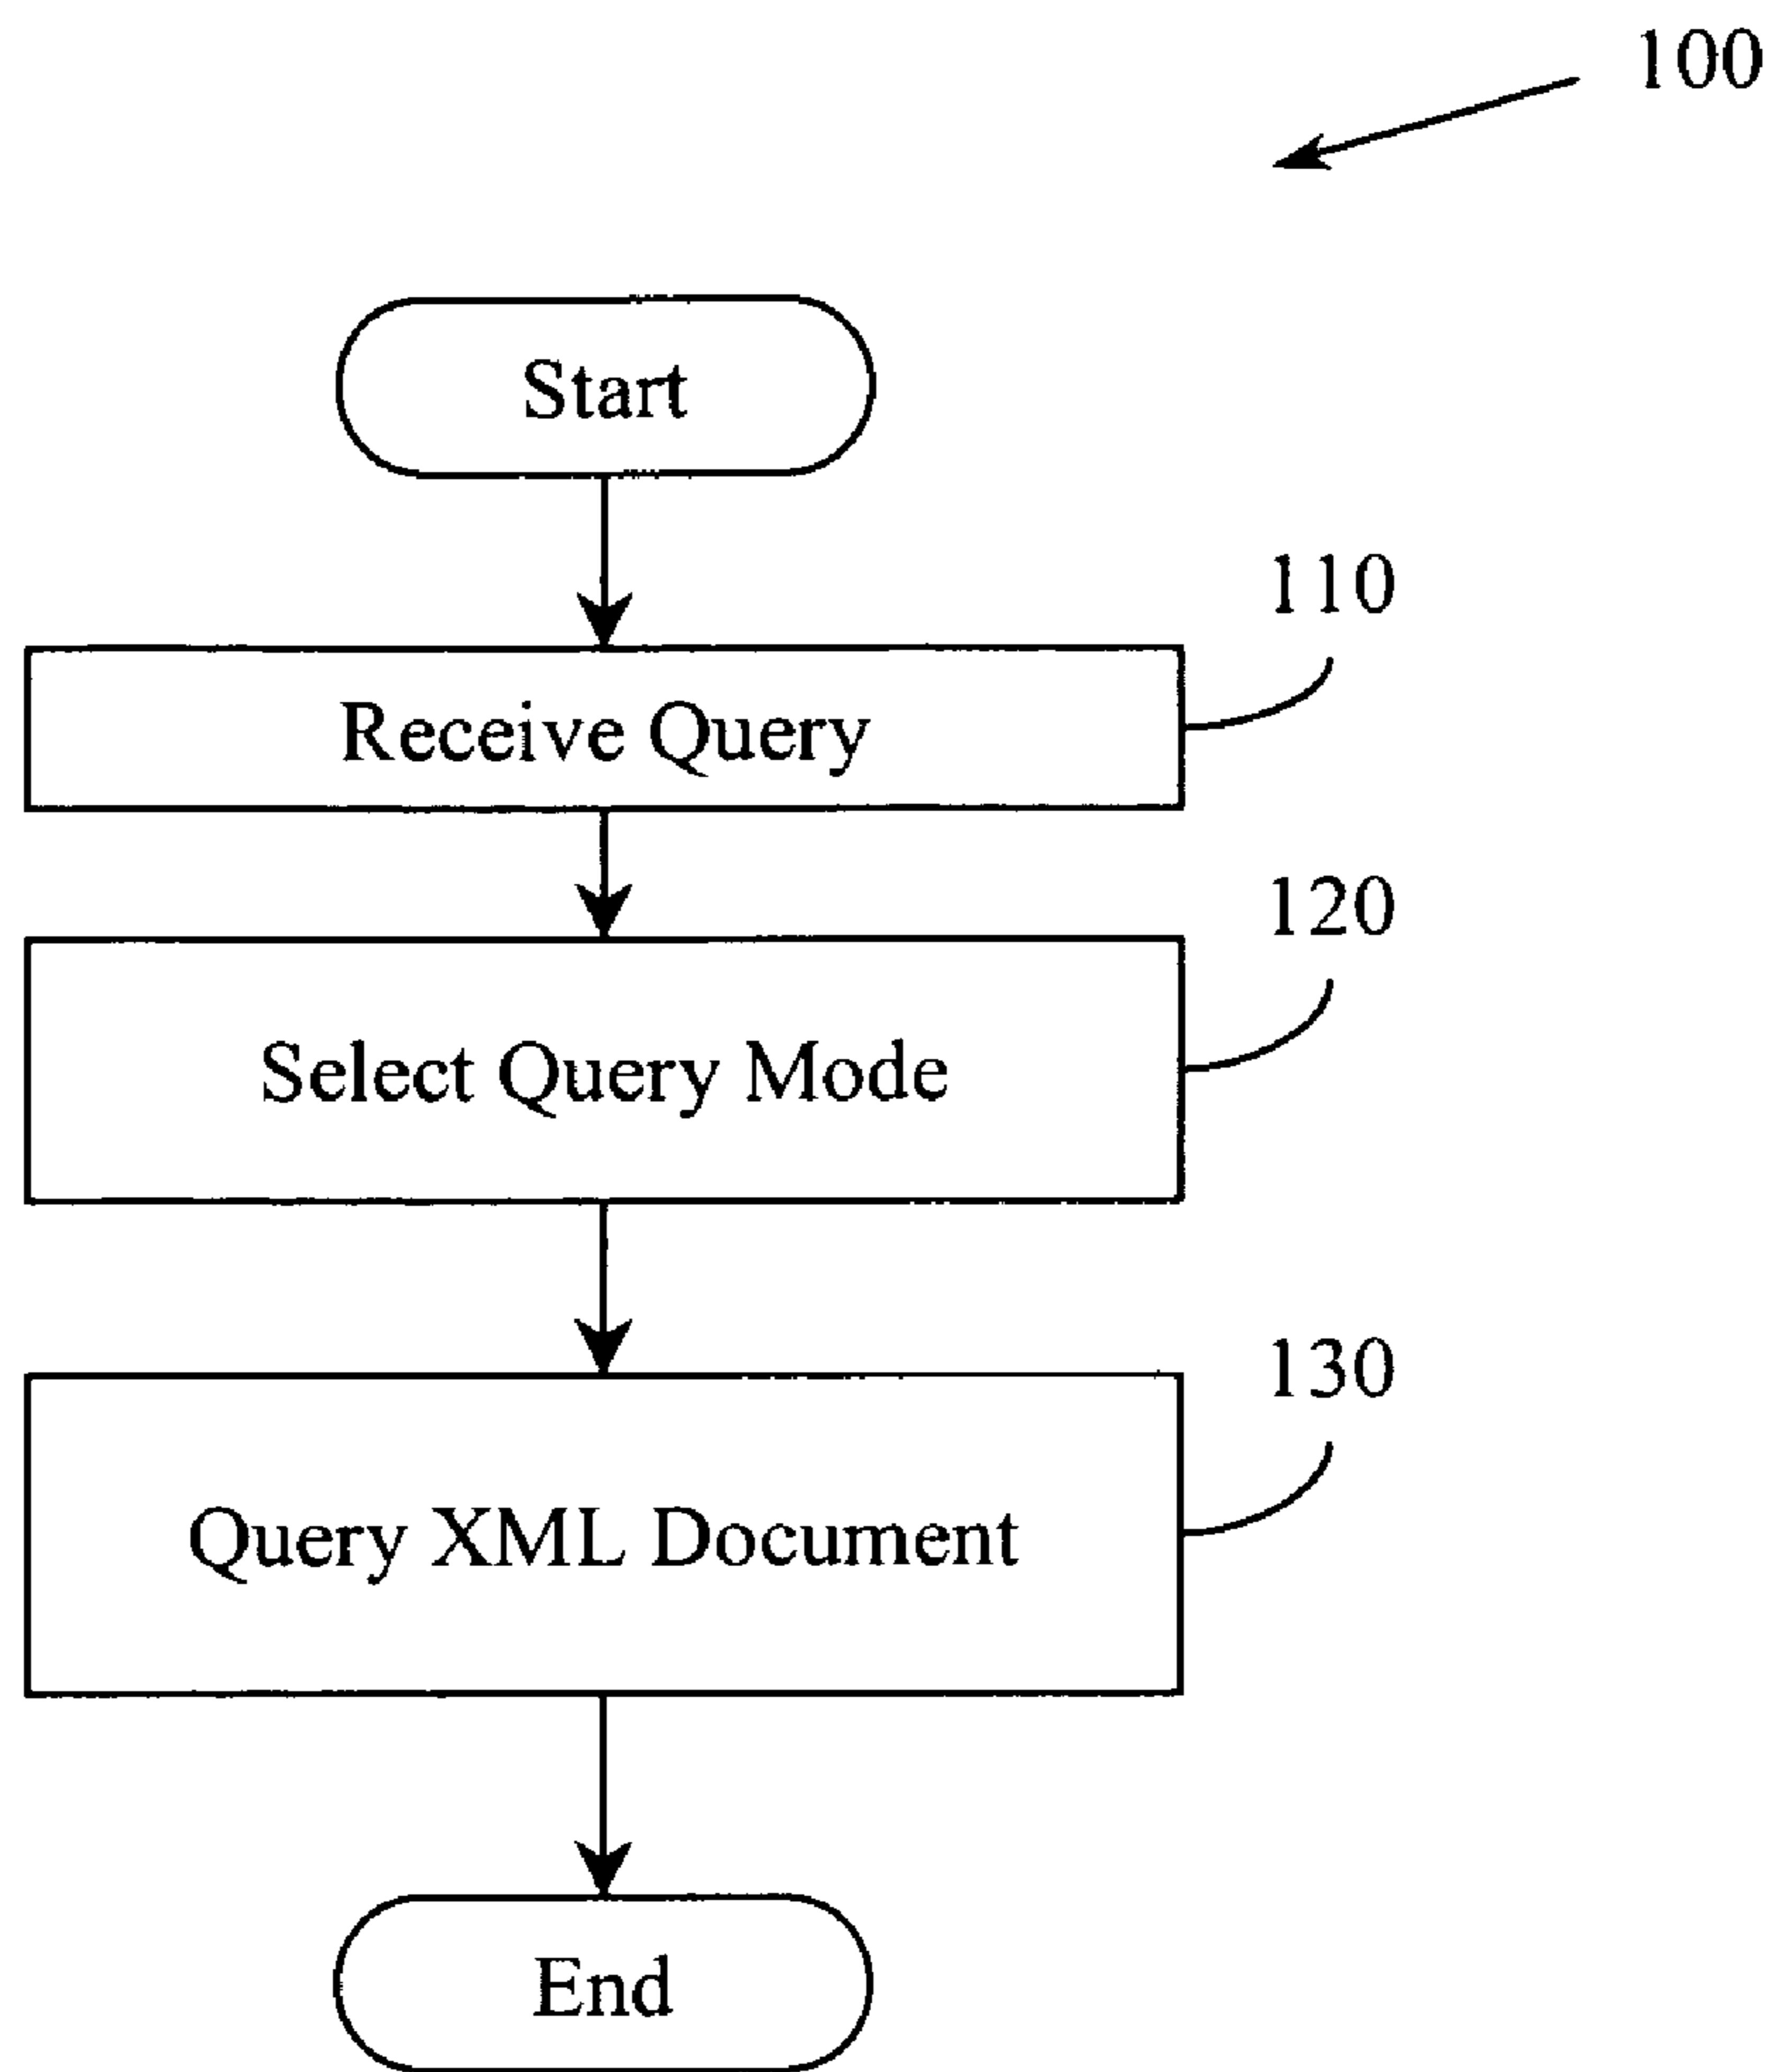 100
Start
110
Receive Query
120
Select Query Mode
130
Query XML Document
End